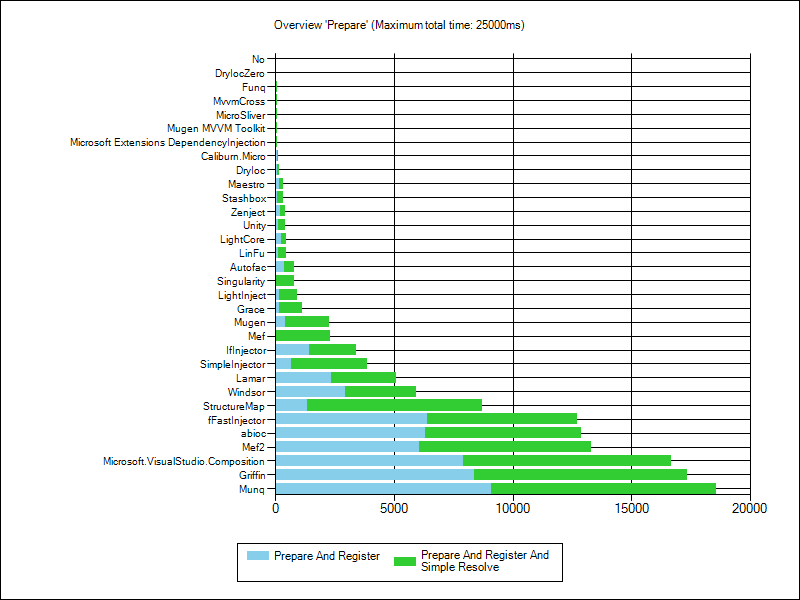 Overview 'Prepare' (Maximum total time: 25000ms)
No
DryIocZero
Funq
MvvmCross
MicroSliver
Mugen MVVM Toolkit
Microsoft Extensions DependencyInjection
Caliburn.Micro
DryIoc
Maestro
Stashbox
Zenject
Unity
LightCore
LinFu
Autofac
Singularity
LightInject
Grace
Mugen
Mef
IfInjector
SimpleInjector
Lamar
Windsor
StructureMap
fFastInjector
abioc
Mef2
Microsoft.VisualStudio.Composition
Griffin
Munq
0 5000 10000 15000 20000
Prepare And Register
Prepare And Register And
Simple Resolve